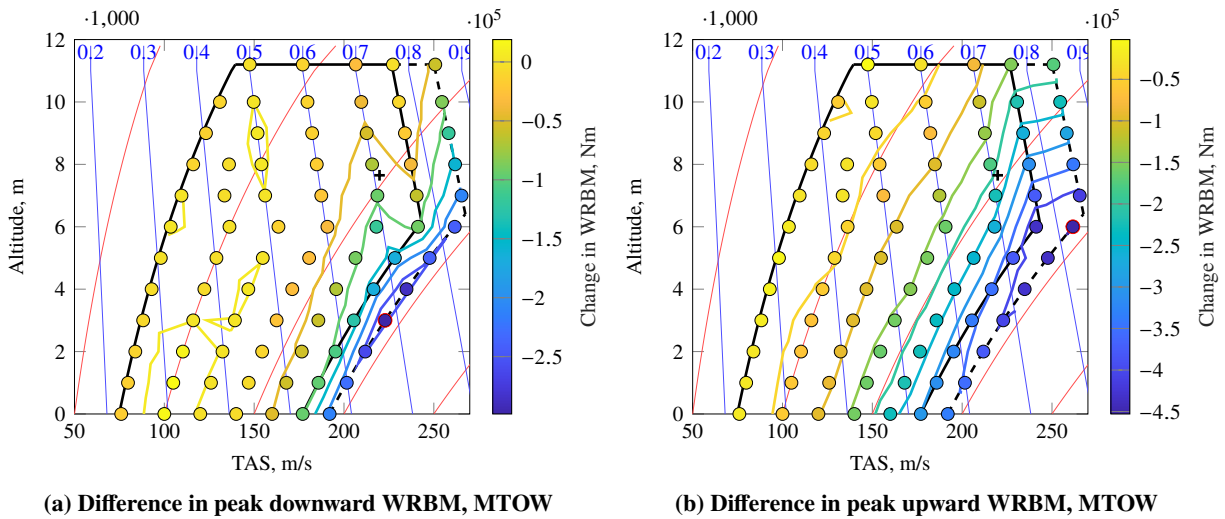 ·1,000
·10⁵
0.2 0.3 0.4 0.5 0.6 0.7 0.8 0.9
12
10
8
6
4
2
0
50 100 150 200 250
Altitude, m
TAS, m/s
0
−0.5
−1
−1.5
−2
−2.5
Change in WRBM, Nm
(a) Difference in peak downward WRBM, MTOW
·1,000
·10⁵
0.2 0.3 0.4 0.5 0.6 0.7 0.8 0.9
12
10
8
6
4
2
0
50 100 150 200 250
Altitude, m
TAS, m/s
−0.5
−1
−1.5
−2
−2.5
−3
−3.5
−4
−4.5
Change in WRBM, Nm
(b) Difference in peak upward WRBM, MTOW